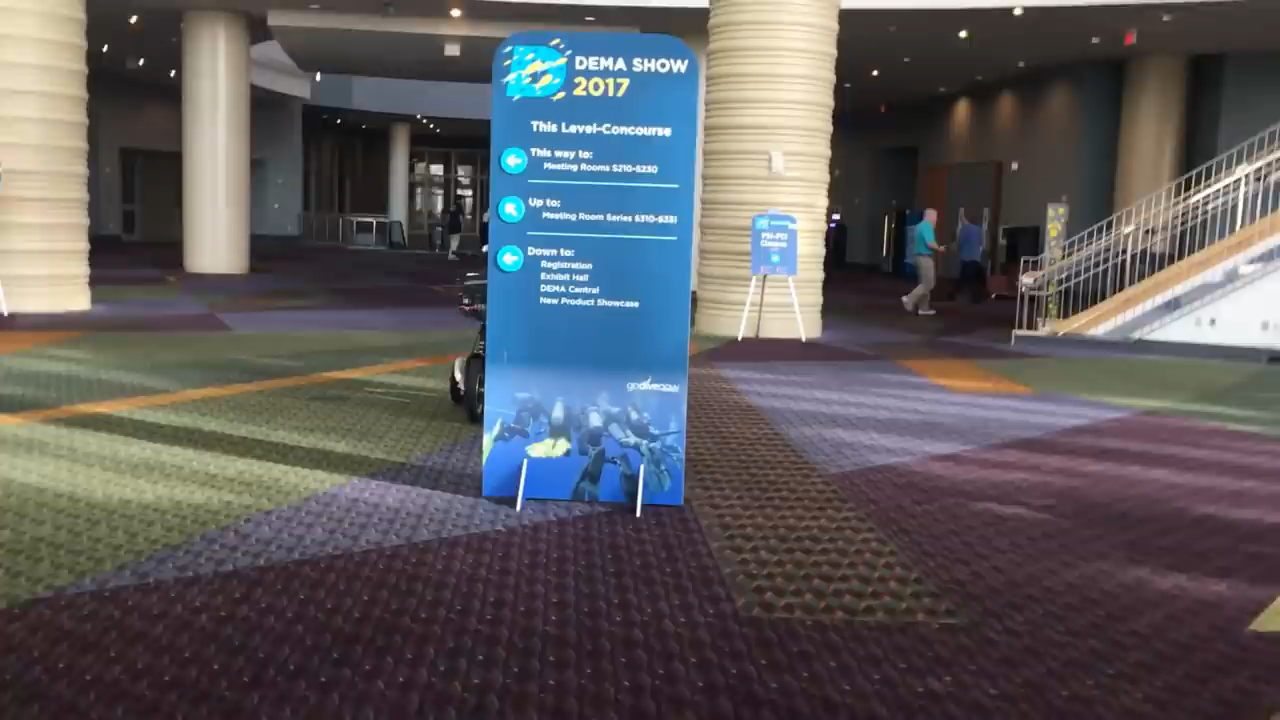 DEMA SHOW
2017
This Level-Concourse
This way to:
Meeting Rooms S210-S230
Up to:
Meeting Room Series S310-S331
Down to:
Registration
Exhibit Hall
DEMA Central
New Product Showcase
godivenow